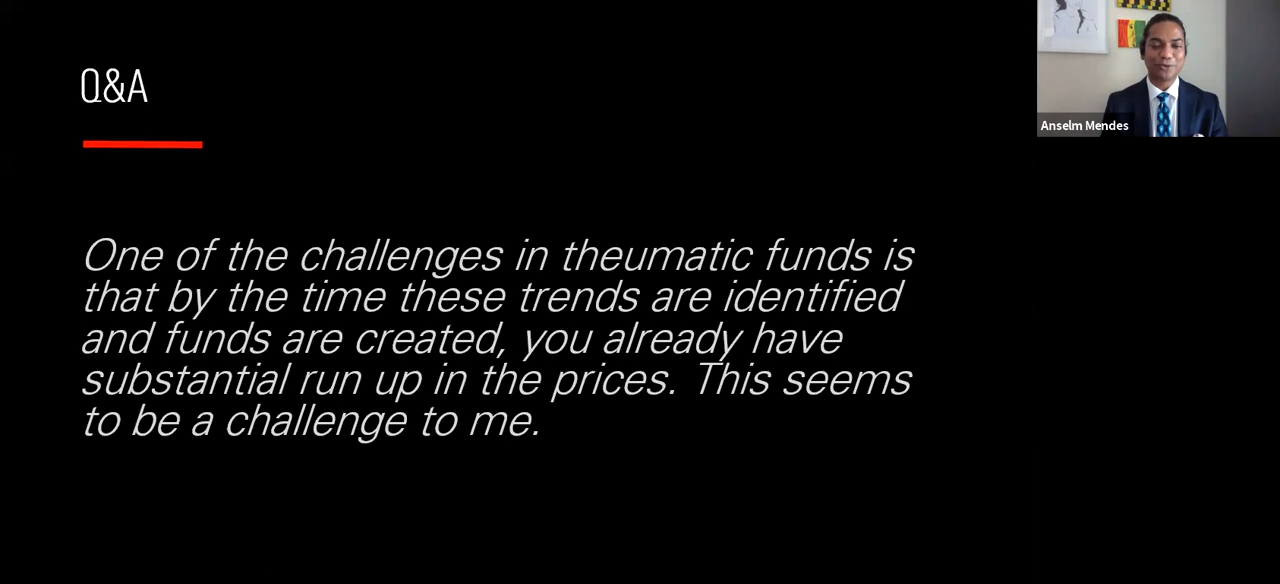 Q&A
Anselm Mendes
One of the challenges in theumatic funds is
that by the time these trends are identified
and funds are created, you already have
substantial run up in the prices. This seems
to be a challenge to me.